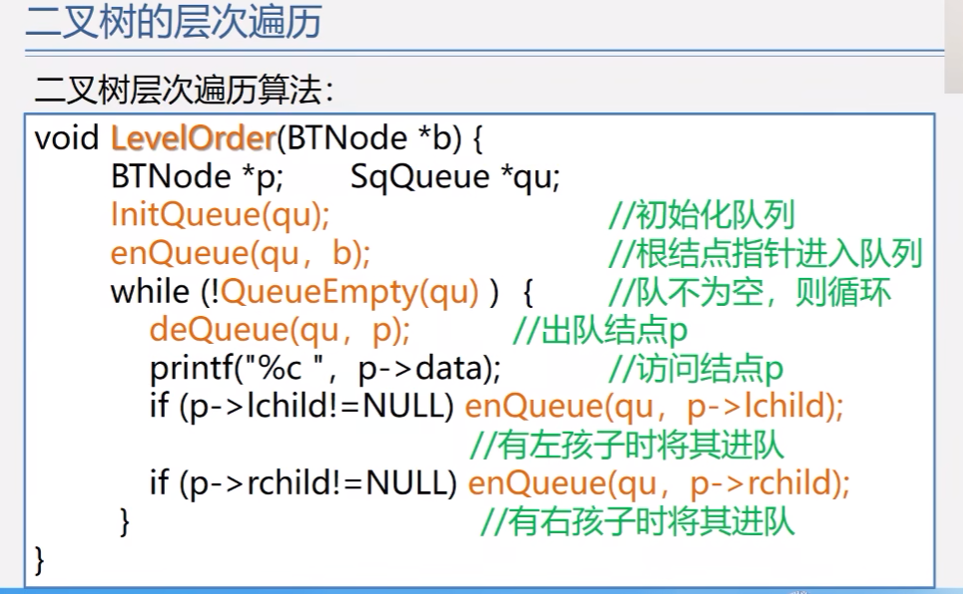 二叉树的层次遍历
二叉树层次遍历算法：
void LevelOrder(BTNode *b) {
BTNode *p; SqQueue *qu;
InitQueue(qu); //初始化队列
enQueue(qu，b); //根结点指针进入队列
while (!QueueEmpty(qu) ) { //队不为空，则循环
deQueue(qu，p); //出队结点p
printf("%c "，p->data); //访问结点p
if (p->lchild!=NULL) enQueue(qu，p->lchild);
//有左孩子时将其进队
if (p->rchild!=NULL) enQueue(qu，p->rchild);
} //有右孩子时将其进队
}